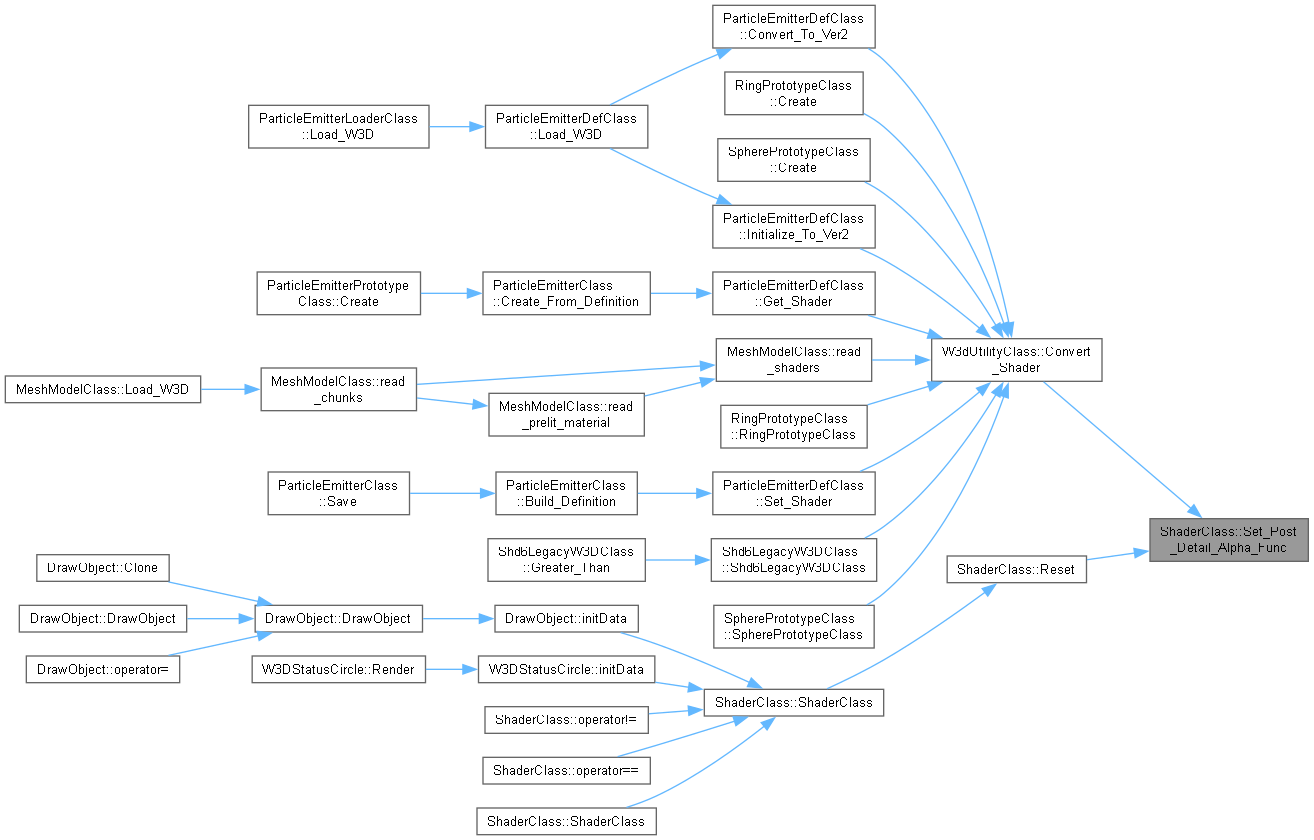 ParticleEmitterDefClass
::Convert_To_Ver2
RingPrototypeClass
::Create
ParticleEmitterLoaderClass
::Load_W3D
ParticleEmitterDefClass
::Load_W3D
SpherePrototypeClass
::Create
ParticleEmitterDefClass
::Initialize_To_Ver2
ParticleEmitterPrototype
Class::Create
ParticleEmitterClass
::Create_From_Definition
ParticleEmitterDefClass
::Get_Shader
W3dUtilityClass::Convert
_Shader
MeshModelClass::read
_shaders
MeshModelClass::Load_W3D
MeshModelClass::read
_chunks
MeshModelClass::read
_prelit_material
RingPrototypeClass
::RingPrototypeClass
ParticleEmitterClass
::Save
ParticleEmitterClass
::Build_Definition
ParticleEmitterDefClass
::Set_Shader
ShaderClass::Set_Post
_Detail_Alpha_Func
Shd6LegacyW3DClass
::Greater_Than
Shd6LegacyW3DClass
::Shd6LegacyW3DClass
DrawObject::Clone
ShaderClass::Reset
DrawObject::DrawObject
DrawObject::DrawObject
DrawObject::initData
SpherePrototypeClass
::SpherePrototypeClass
DrawObject::operator=
W3DStatusCircle::Render
W3DStatusCircle::initData
ShaderClass::ShaderClass
ShaderClass::operator!=
ShaderClass::operator==
ShaderClass::ShaderClass